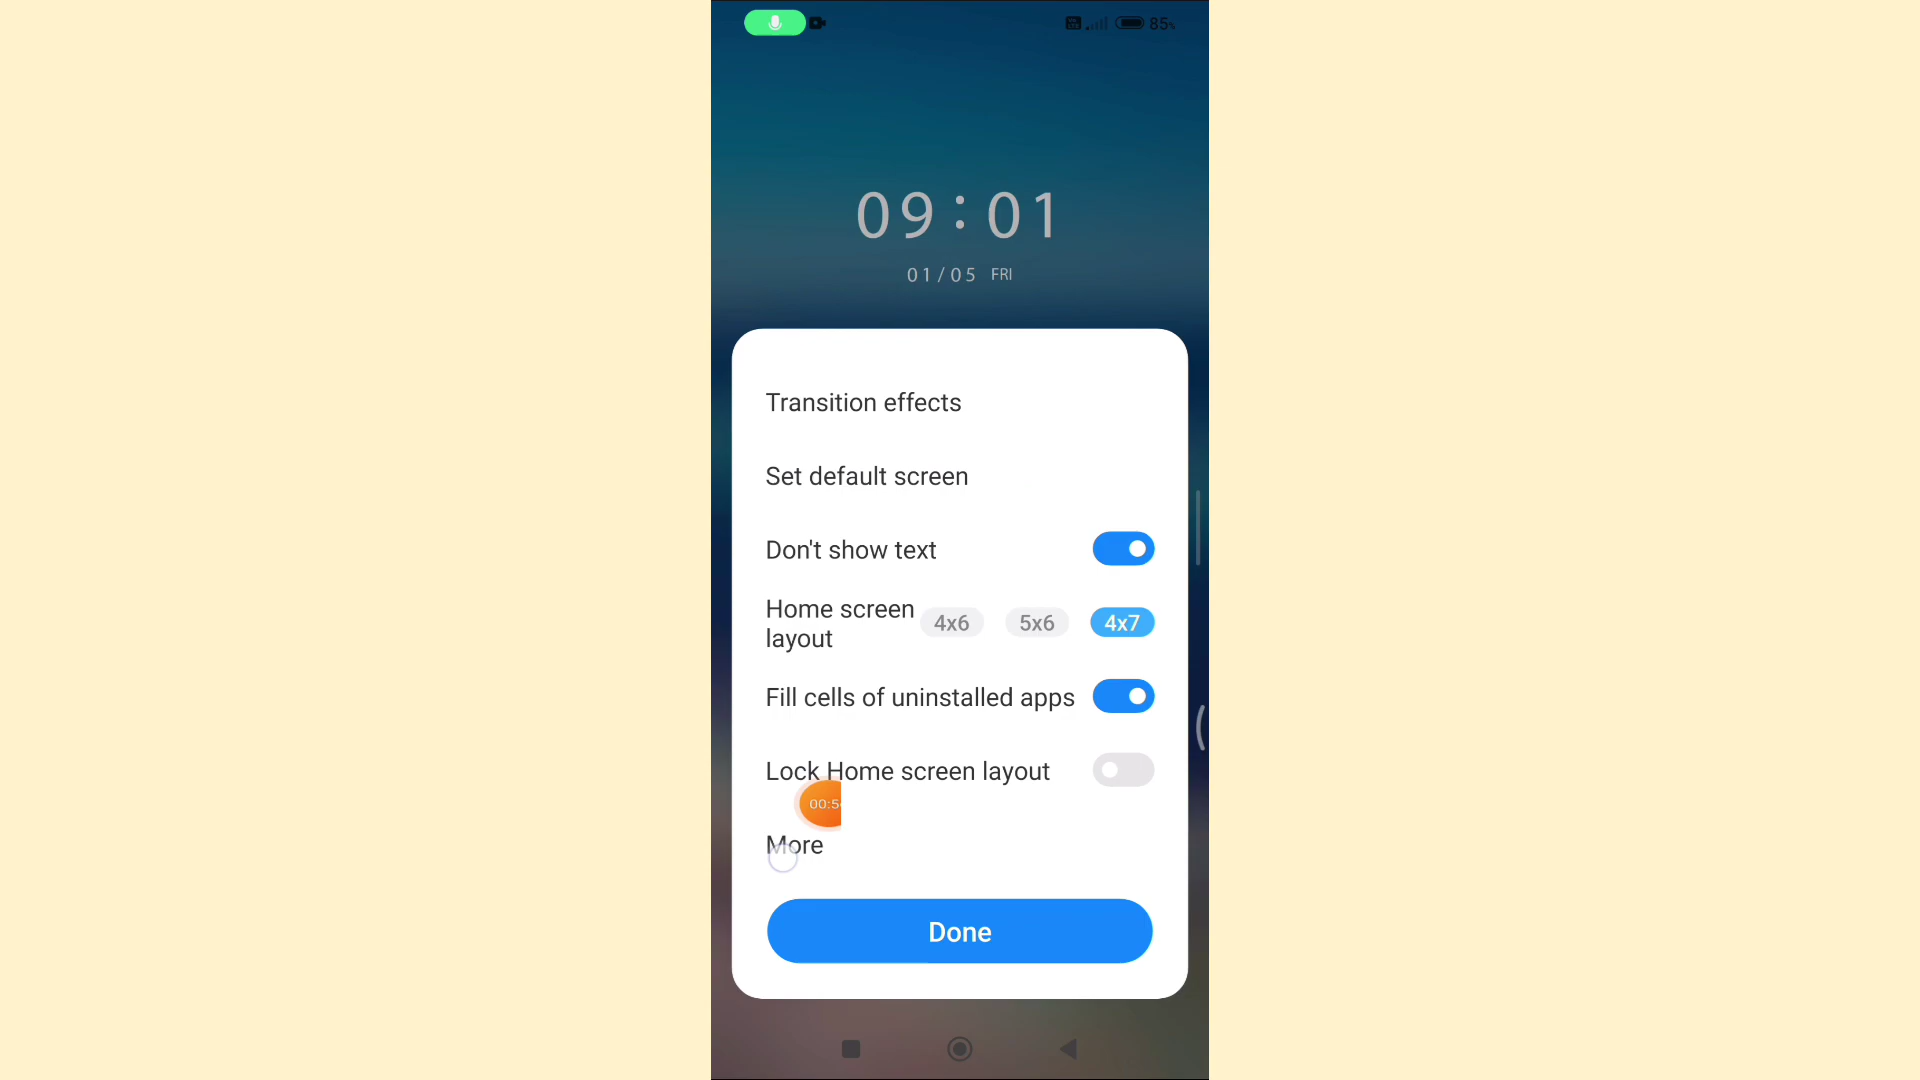 85%
09:01
01/05 FRI
Transition effects
Set default screen
Don't show text
Home screen
layout
4x6
5x6
4x7
Fill cells of uninstalled apps
Lock Home screen layout
More
Done